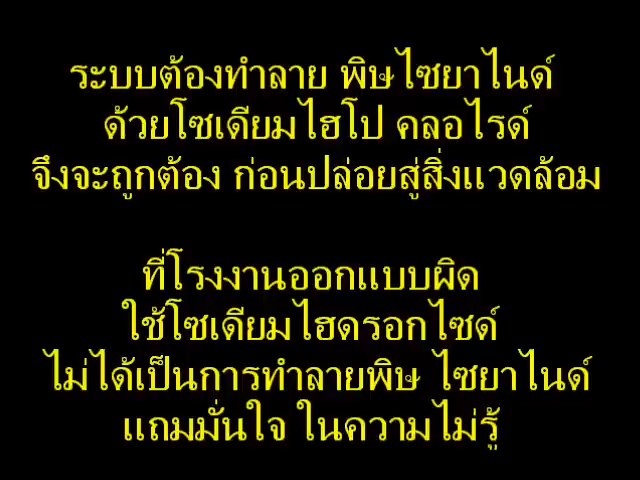 ระบบต้องทำลาย พิษไซยาไนด์
ด้วยโซเดียมไฮโป คลอไรด์
จึงจะถูกต้อง ก่อนปล่อยสู่สิ่งแวดล้อม
ที่โรงงานออกแบบผิด
ใช้โซเดียมไฮดรอกไซด์
ไม่ได้เป็นการทำลายพิษ ไซยาไนด์
แถมมั่นใจ ในความไม่รู้